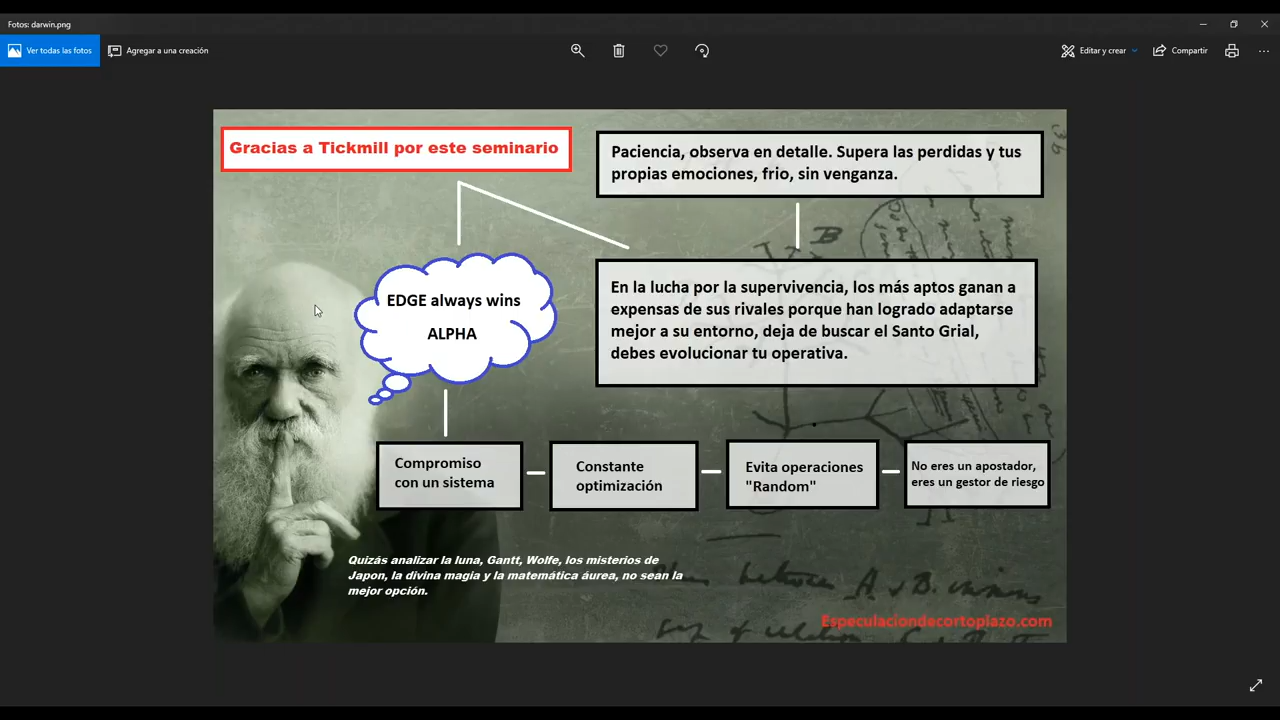 Fotos: darwin.png
Ver todas las fotos
Agregar a una creación
Editar y crear
Compartir
Gracias a Tickmill por este seminario
Paciencia, observa en detalle. Supera las perdidas y tus
propias emociones, frio, sin venganza.
EDGE always wins
ALPHA
En la lucha por la supervivencia, los más aptos ganan a
expensas de sus rivales porque han logrado adaptarse
mejor a su entorno, deja de buscar el Santo Grial,
debes evolucionar tu operativa.
Compromiso
con un sistema
Constante
optimización
Evita operaciones
"Random"
No eres un apostador,
eres un gestor de riesgo
Quizás analizar la luna, Gantt, Wolfe, los misterios de
Japon, la divina magia y la matemática áurea, no sean la
mejor opción.
B
between A & B.
Especulaciondecortoplazo.com